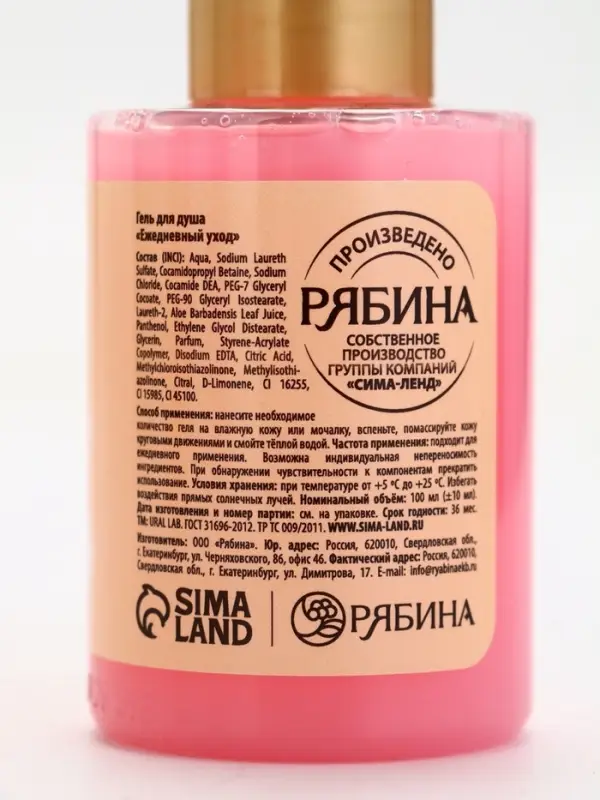 Гель для душа
«Ежедневный уход»
Состав (INCI): Aqua, Sodium Laureth
Sulfate, Cocamidopropyl Betaine, Sodium
Chloride, Cocamide DEA, PEG-7 Glyceryl
Cocoate, PEG-90 Glyceryl Isostearate,
Laureth-2, Aloe Barbadensis Leaf Juice,
Panthenol, Ethylene Glycol Distearate,
Glycerin, Parfum, Styrene-Acrylate
Copolymer, Disodium EDTA, Citric Acid,
Methylchloroisothiazolinone, Methylisothi-
azolinone, Citral, D-Limonene, CI 16255,
CI 15985, CI 45100.
ПРОИЗВЕДЕНО
РЯБИНА
СОБСТВЕННОЕ
ПРОИЗВОДСТВО
ГРУППЫ КОМПАНИЙ
«СИМА-ЛЕНД»
Способ применения: нанесите необходимое
количество геля на влажную кожу или мочалку, вспеньте, помассируйте кожу
круговыми движениями и смойте тёплой водой. Частота применения: подходит для
ежедневного применения. Возможна индивидуальная непереносимость
ингредиентов. При обнаружении чувствительности к компонентам прекратить
использование. Условия хранения: при температуре от +5 °C до +25 °C. Избегать
воздействия прямых солнечных лучей. Номинальный объём: 100 мл (±10 мл).
Дата изготовления и номер партии: см. на упаковке. Срок годности: 36 мес.
TM: URAL LAB. ГОСТ 31696-2012. ТР ТС 009/2011. WWW.SIMA-LAND.RU
Изготовитель: ООО «Рябина». Юр. адрес: Россия, 620010, Свердловская обл.,
г. Екатеринбург, ул. Черняховского, 86, офис 46. Фактический адрес: Россия, 620010,
Свердловская обл., г. Екатеринбург, ул. Димитрова, 17. E-mail: info@ryabinaekb.ru
SIMA
LAND
РЯБИНА